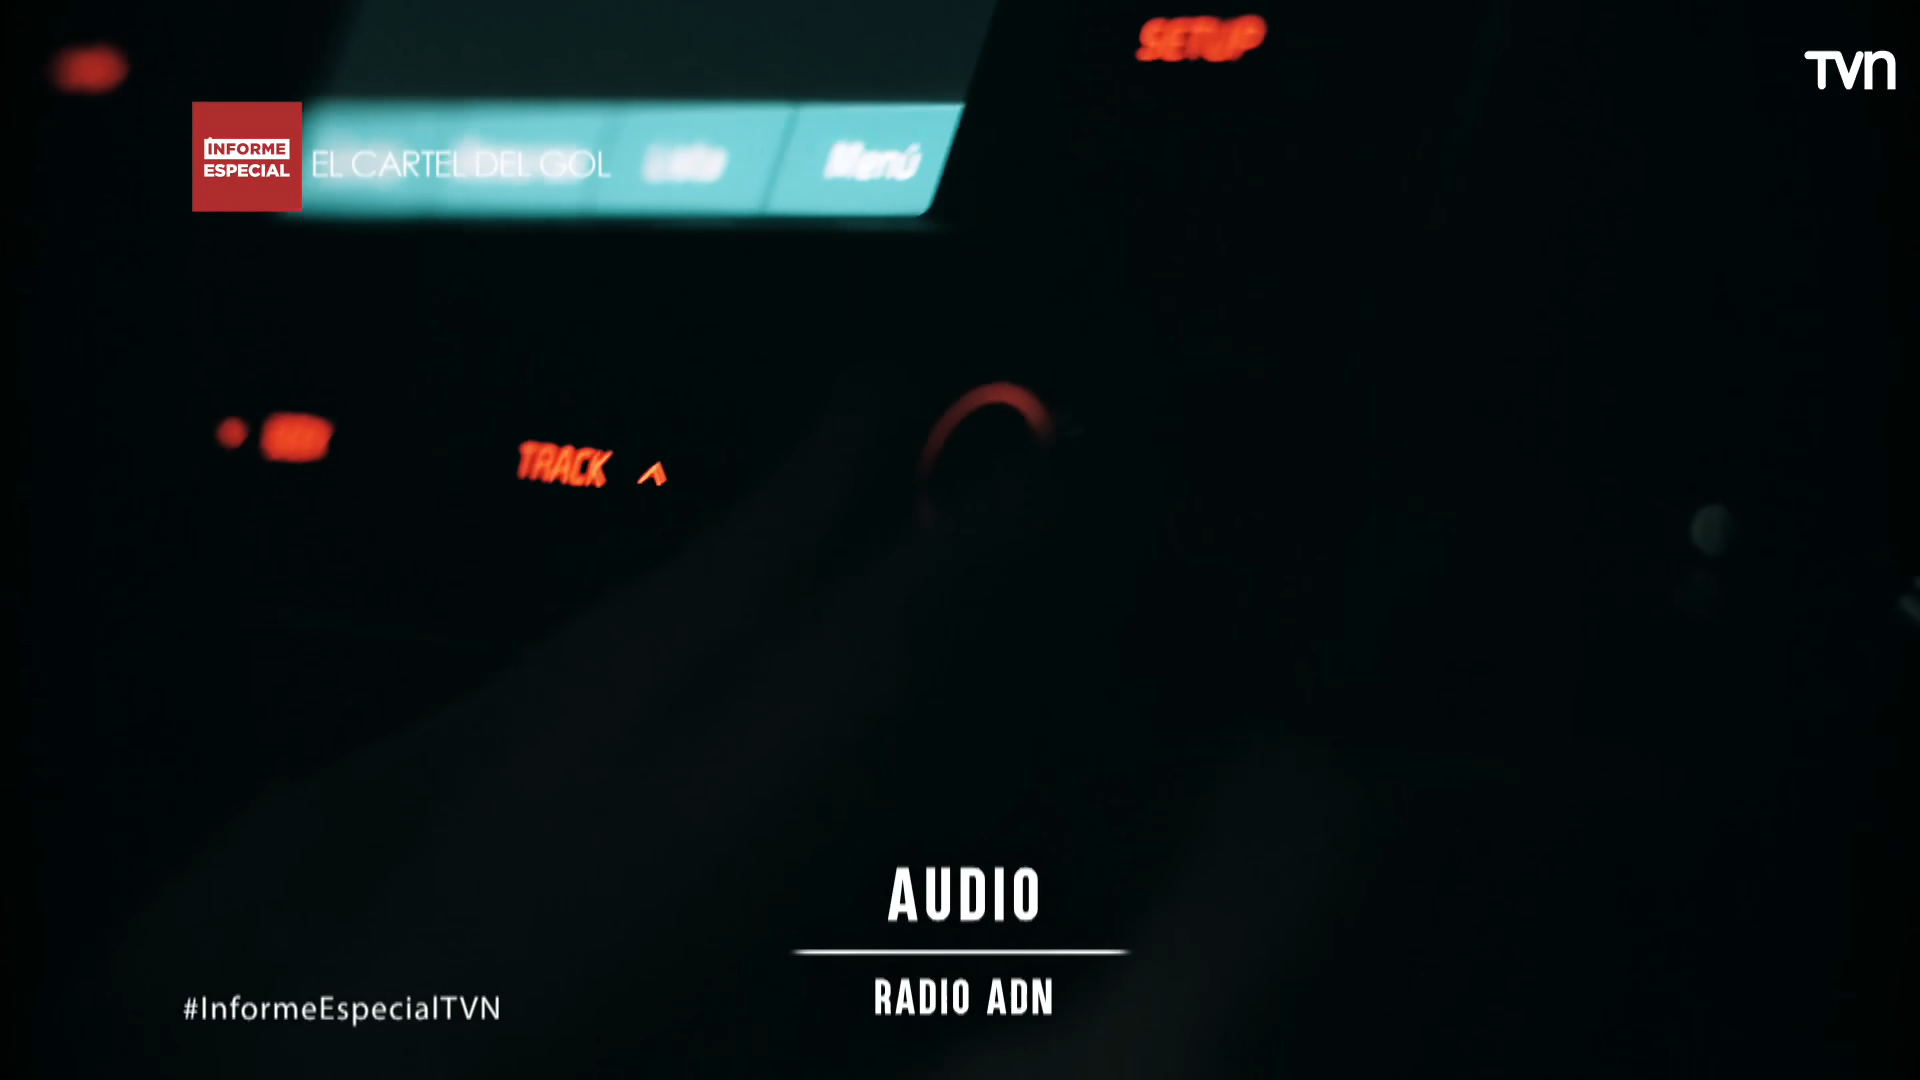 SETUP
TVN
INFORME
ESPECIAL
EL CARTEL DEL GOL
Menú
TRACK
AUDIO
RADIO ADN
#InformeEspecialTVN